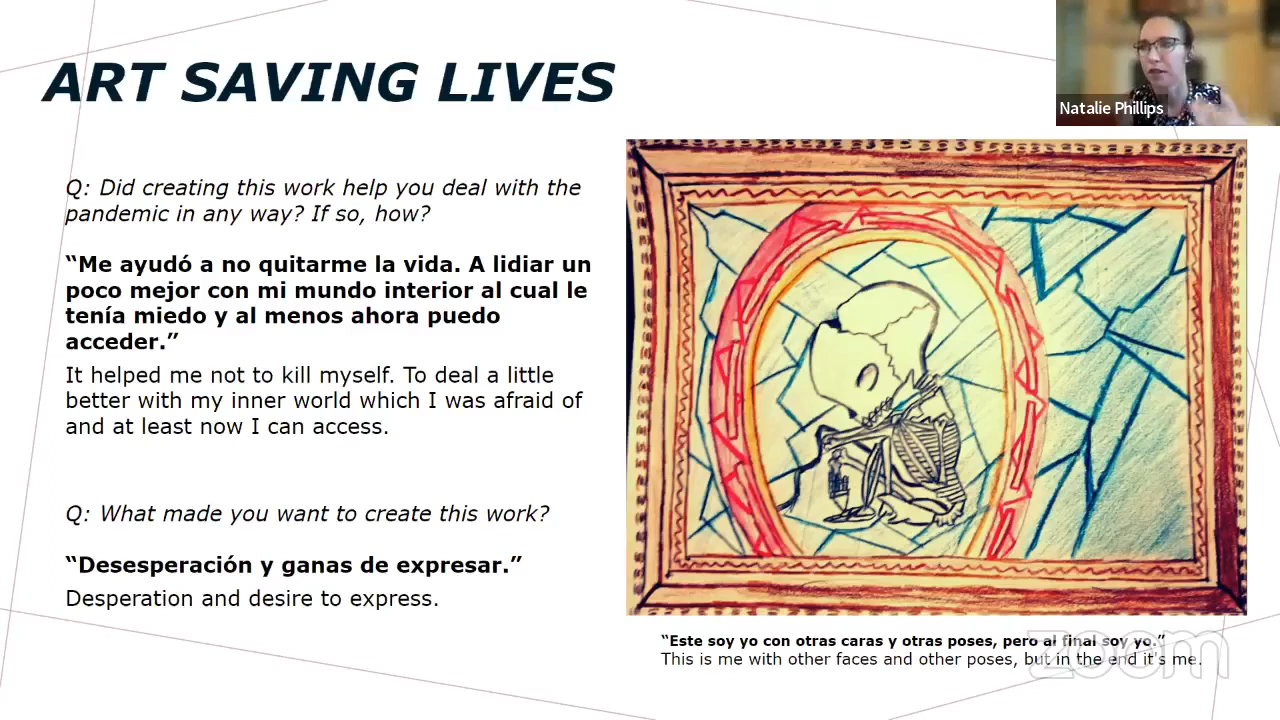 ART SAVING LIVES
Natalie Phillips
Q: Did creating this work help you deal with the
pandemic in any way? If so, how?
“Me ayudó a no quitarme la vida. A lidiar un
poco mejor con mi mundo interior al cual le
tenía miedo y al menos ahora puedo
acceder.”
It helped me not to kill myself. To deal a little
better with my inner world which I was afraid of
and at least now I can access.
Q: What made you want to create this work?
“Desesperación y ganas de expresar.”
Desperation and desire to express.
“Este soy yo con otras caras y otras poses, pero al final soy yo.”
This is me with other faces and other poses, but in the end it's me.
zoom